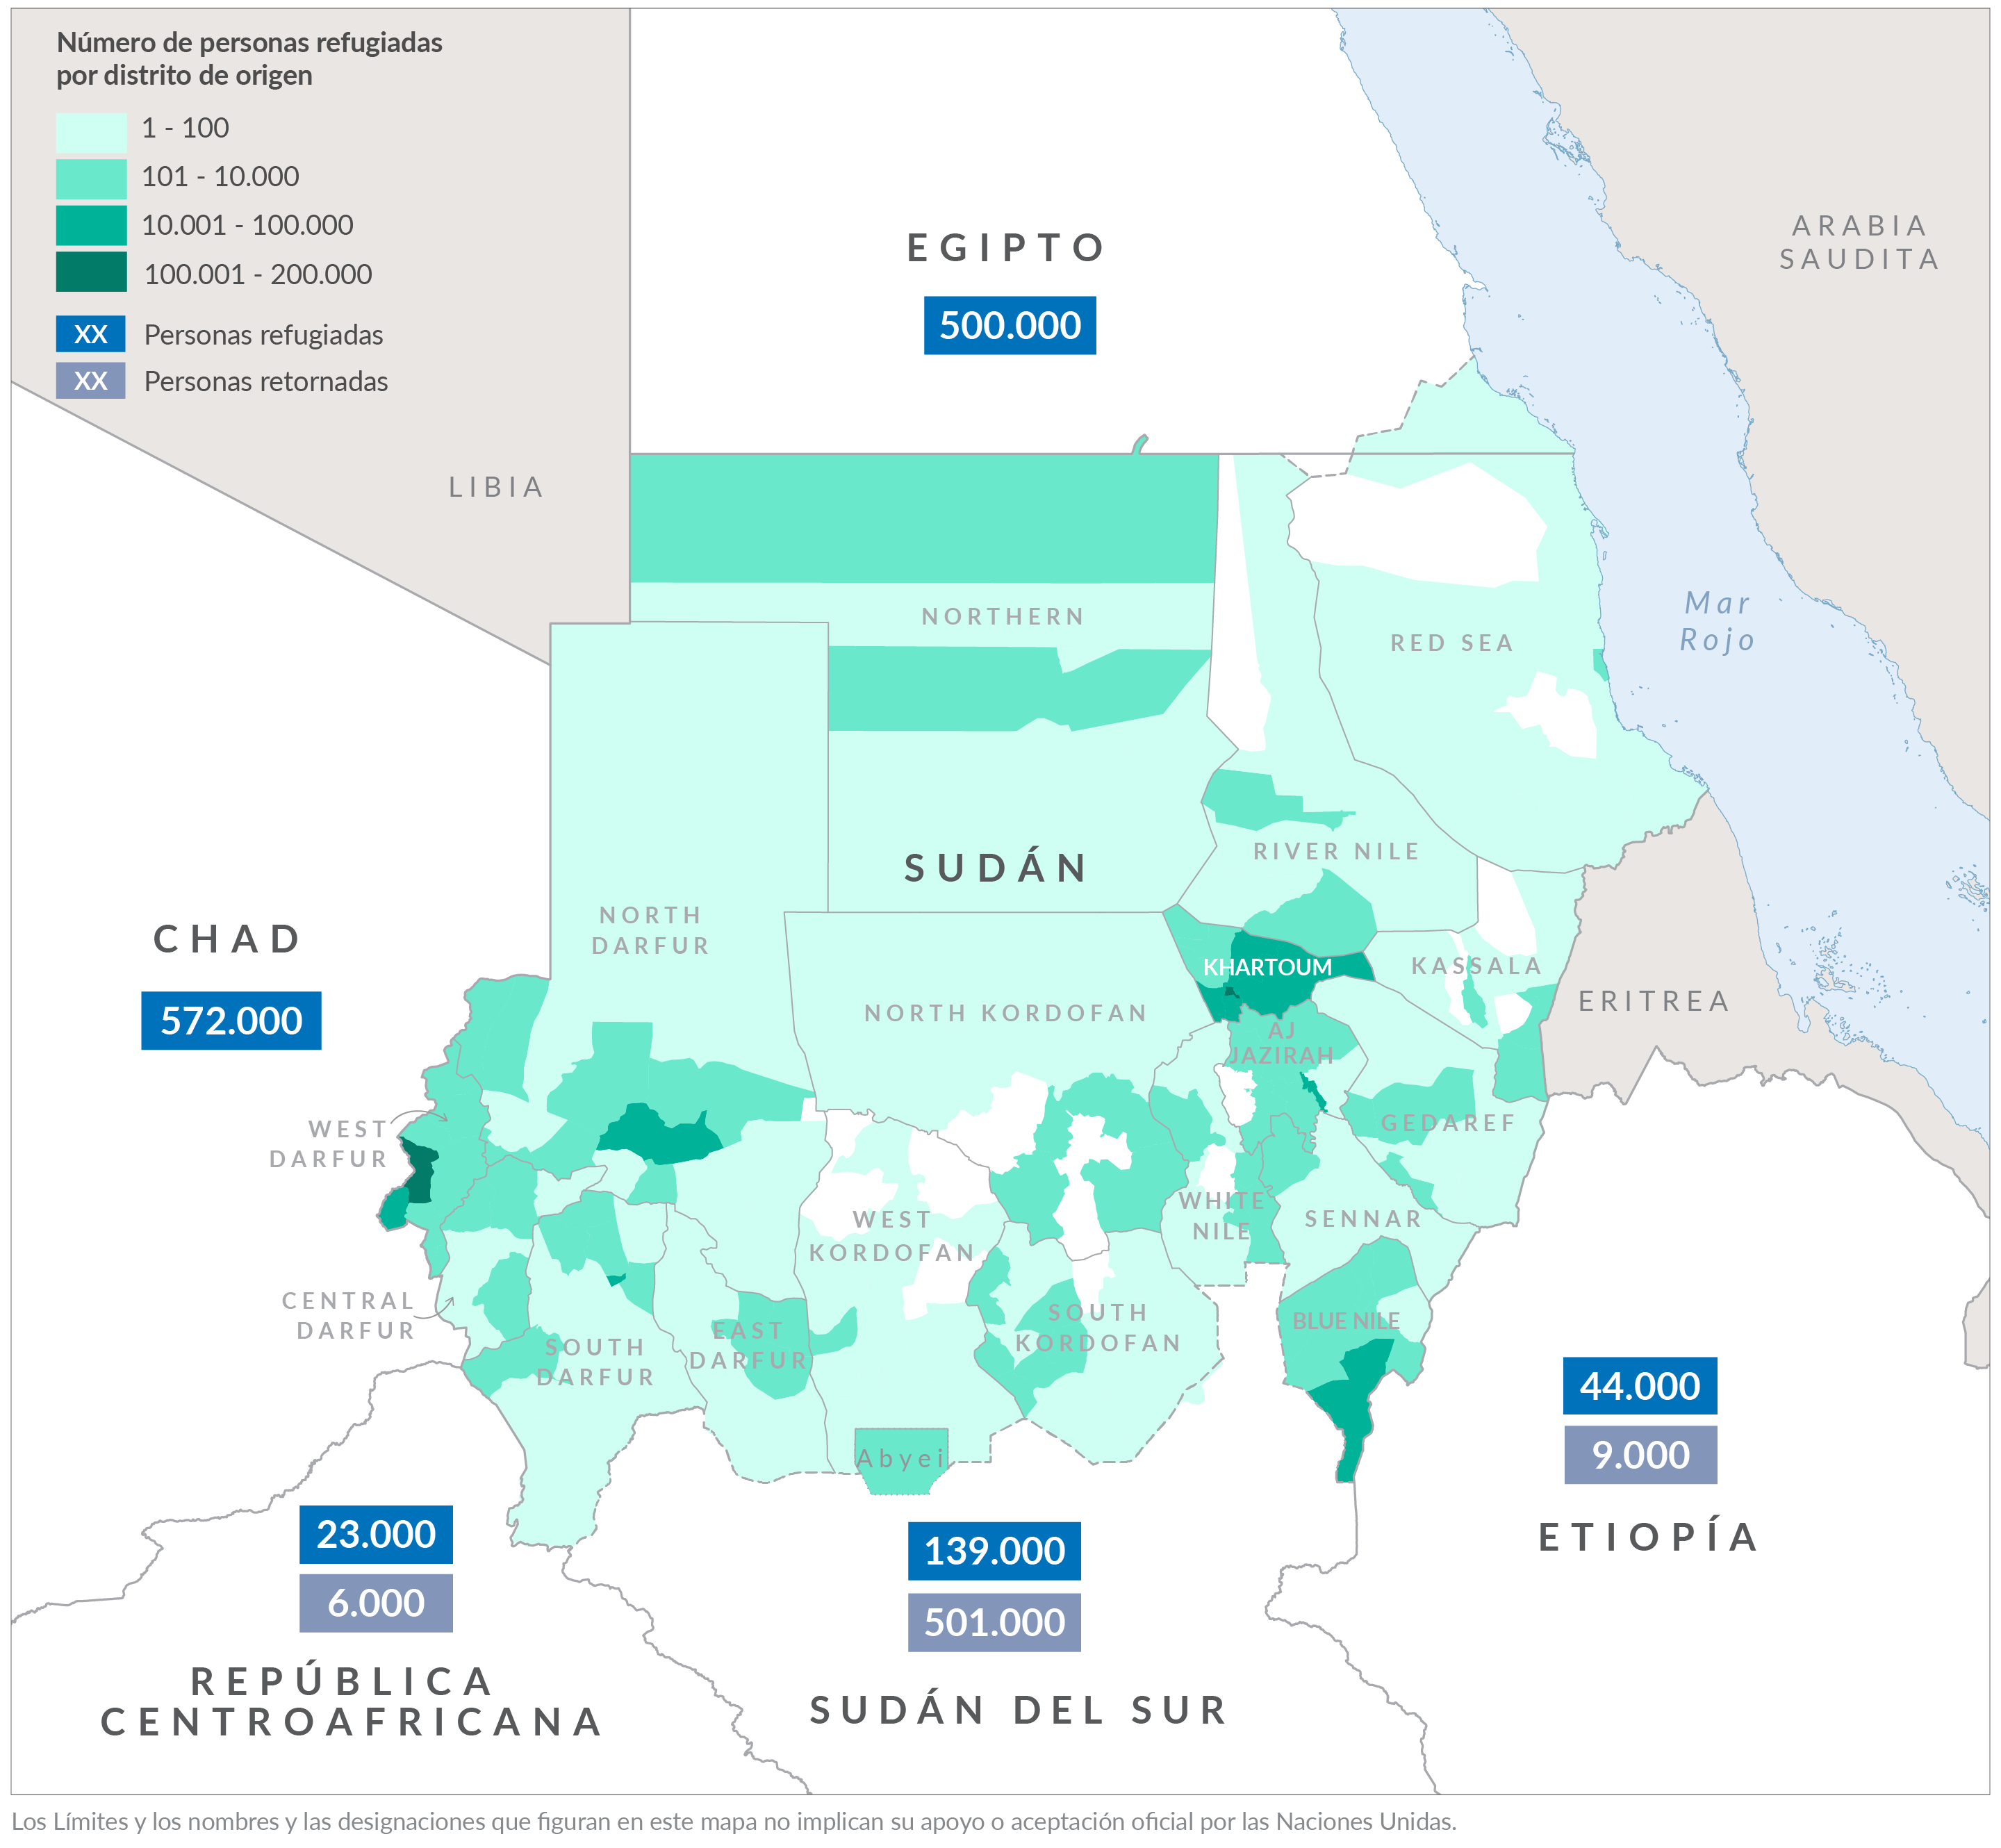 Número de personas refugiadas
por distrito de origen
1 - 100
101 - 10.000
10.001 - 100.000
100.001 - 200.000
XX Personas refugiadas
XX Personas retornadas
EGIPTO
500.000
ARABIA
SAUDITA
LIBIA
Mar
Rojo
NORTHERN
RED SEA
SUDÁN
RIVER NILE
CHAD
572.000
NORTH
DARFUR
NORTH KORDOFAN
KHARTOUM
KASSALA
ERITREA
AJ
JAZIRAH
GEDAREF
WEST
DARFUR
WEST
KORDOFAN
WHITE
NILE
SENNAR
CENTRAL
DARFUR
SOUTH
DARFUR
EAST
DARFUR
SOUTH
KORDOFAN
BLUE NILE
Abyei
44.000
9.000
ETIOPÍA
23.000
6.000
REPÚBLICA
CENTROAFRICANA
139.000
501.000
SUDÁN DEL SUR
Los Límites y los nombres y las designaciones que figuran en este mapa no implican su apoyo o aceptación oficial por las Naciones Unidas.